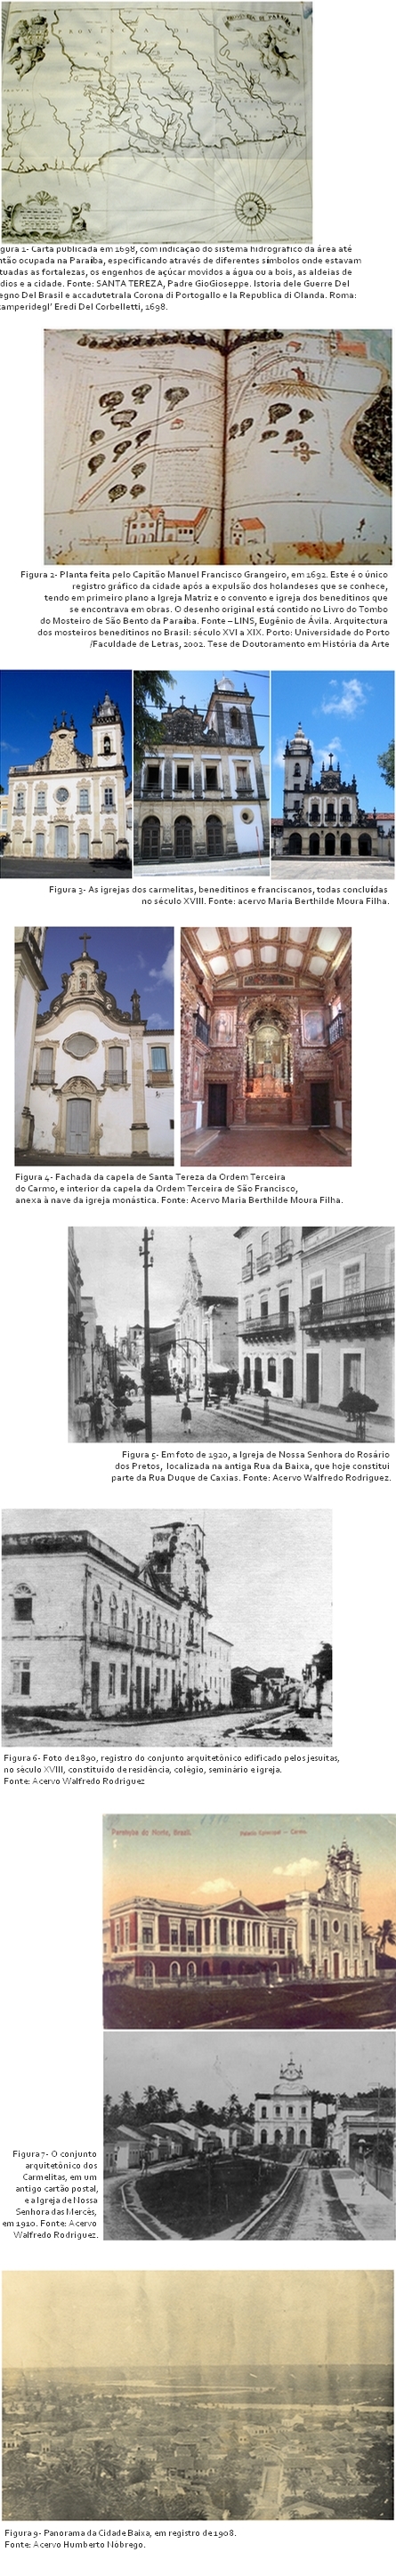 gura 1- Carta publicada em 1698, com indicação do sistema hidrográfico da área até
ntão ocupada na Paraíba, especificando através de diferentes símbolos onde estavam
tuadas as fortalezas, os engenhos de açúcar movidos a água ou a bois, as aldeias de
dios e a cidade. Fonte: SANTA TEREZA, Padre GioGioseppe. Istoria dele Guerre Del
egno Del Brasil e accadutetrala Corona di Portogallo e la Republica di Olanda. Roma:
amperidegl' Eredi Del Corbelletti, 1698.
Figura 2- Planta feita pelo Capitão Manuel Francisco Grangeiro, em 1692. Este é o único
registro gráfico da cidade após a expulsão dos holandeses que se conhece,
tendo em primeiro plano a Igreja Matriz e o convento e igreja dos beneditinos que
se encontrava em obras. O desenho original está contido no Livro do Tombo
do Mosteiro de São Bento da Paraíba. Fonte – LINS, Eugênio de Ávila. Arquitectura
dos mosteiros beneditinos no Brasil: século XVI a XIX. Porto: Universidade do Porto
/Faculdade de Letras, 2002. Tese de Doutoramento em História da Arte
Figura 3- As igrejas dos carmelitas, beneditinos e franciscanos, todas concluídas
no século XVIII. Fonte: acervo Maria Berthilde Moura Filha.
Figura 4- Fachada da capela de Santa Tereza da Ordem Terceira
do Carmo, e interior da capela da Ordem Terceira de São Francisco,
anexa à nave da igreja monástica. Fonte: Acervo Maria Berthilde Moura Filha.
Figura 5- Em foto de 1920, a Igreja de Nossa Senhora do Rosário
dos Pretos, localizada na antiga Rua da Baixa, que hoje constitui
parte da Rua Duque de Caxias. Fonte: Acervo Walfredo Rodriguez.
Figura 6- Foto de 1890, registro do conjunto arquitetônico edificado pelos jesuítas,
no século XVIII, constituído de residência, colégio, seminário e igreja.
Fonte: Acervo Walfredo Rodriguez
Parahyba do Norte, Brazil.
Palacio Episcopal – Carmo.
Figura 7- O conjunto
arquitetônico dos
Carmelitas, em um
antigo cartão postal,
e a Igreja de Nossa
Senhora das Mercês,
em 1910. Fonte: Acervo
Walfredo Rodriguez.
Figura 9- Panorama da Cidade Baixa, em registro de 1908.
Fonte: Acervo Humberto Nóbrega.